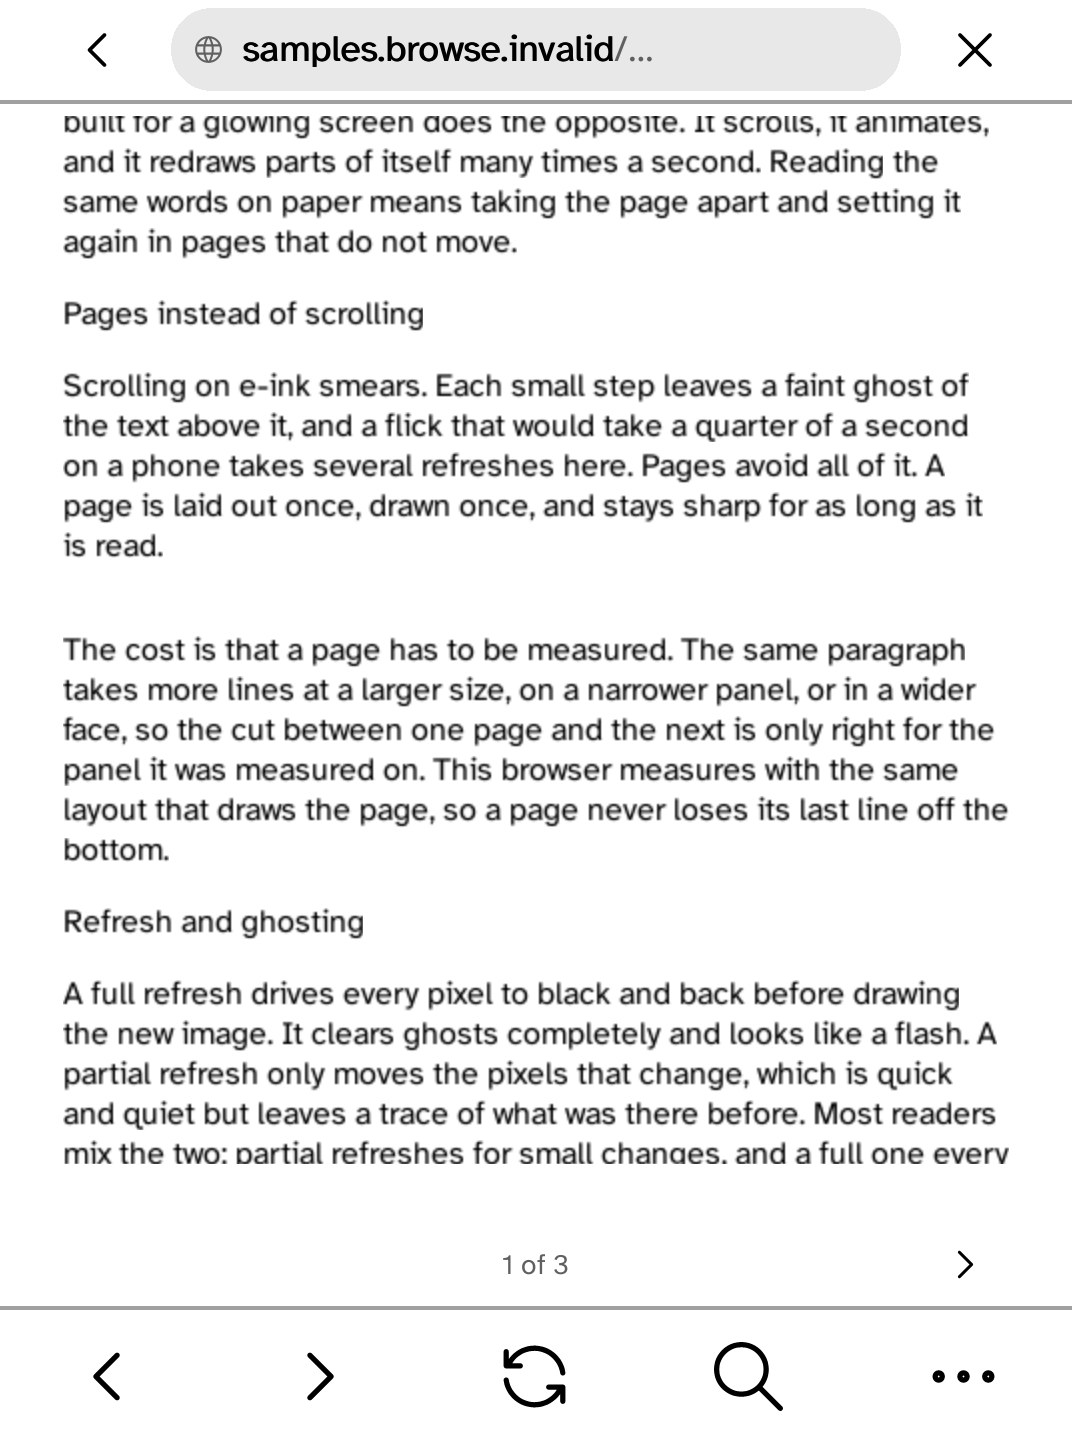 samples.browse.invalid/...
built for a glowing screen does the opposite. It scrolls, it animates,
and it redraws parts of itself many times a second. Reading the
same words on paper means taking the page apart and setting it
again in pages that do not move.
Pages instead of scrolling
Scrolling on e-ink smears. Each small step leaves a faint ghost of
the text above it, and a flick that would take a quarter of a second
on a phone takes several refreshes here. Pages avoid all of it. A
page is laid out once, drawn once, and stays sharp for as long as it
is read.
The cost is that a page has to be measured. The same paragraph
takes more lines at a larger size, on a narrower panel, or in a wider
face, so the cut between one page and the next is only right for the
panel it was measured on. This browser measures with the same
layout that draws the page, so a page never loses its last line off the
bottom.
Refresh and ghosting
A full refresh drives every pixel to black and back before drawing
the new image. It clears ghosts completely and looks like a flash. A
partial refresh only moves the pixels that change, which is quick
and quiet but leaves a trace of what was there before. Most readers
mix the two: partial refreshes for small changes, and a full one every
1 of 3